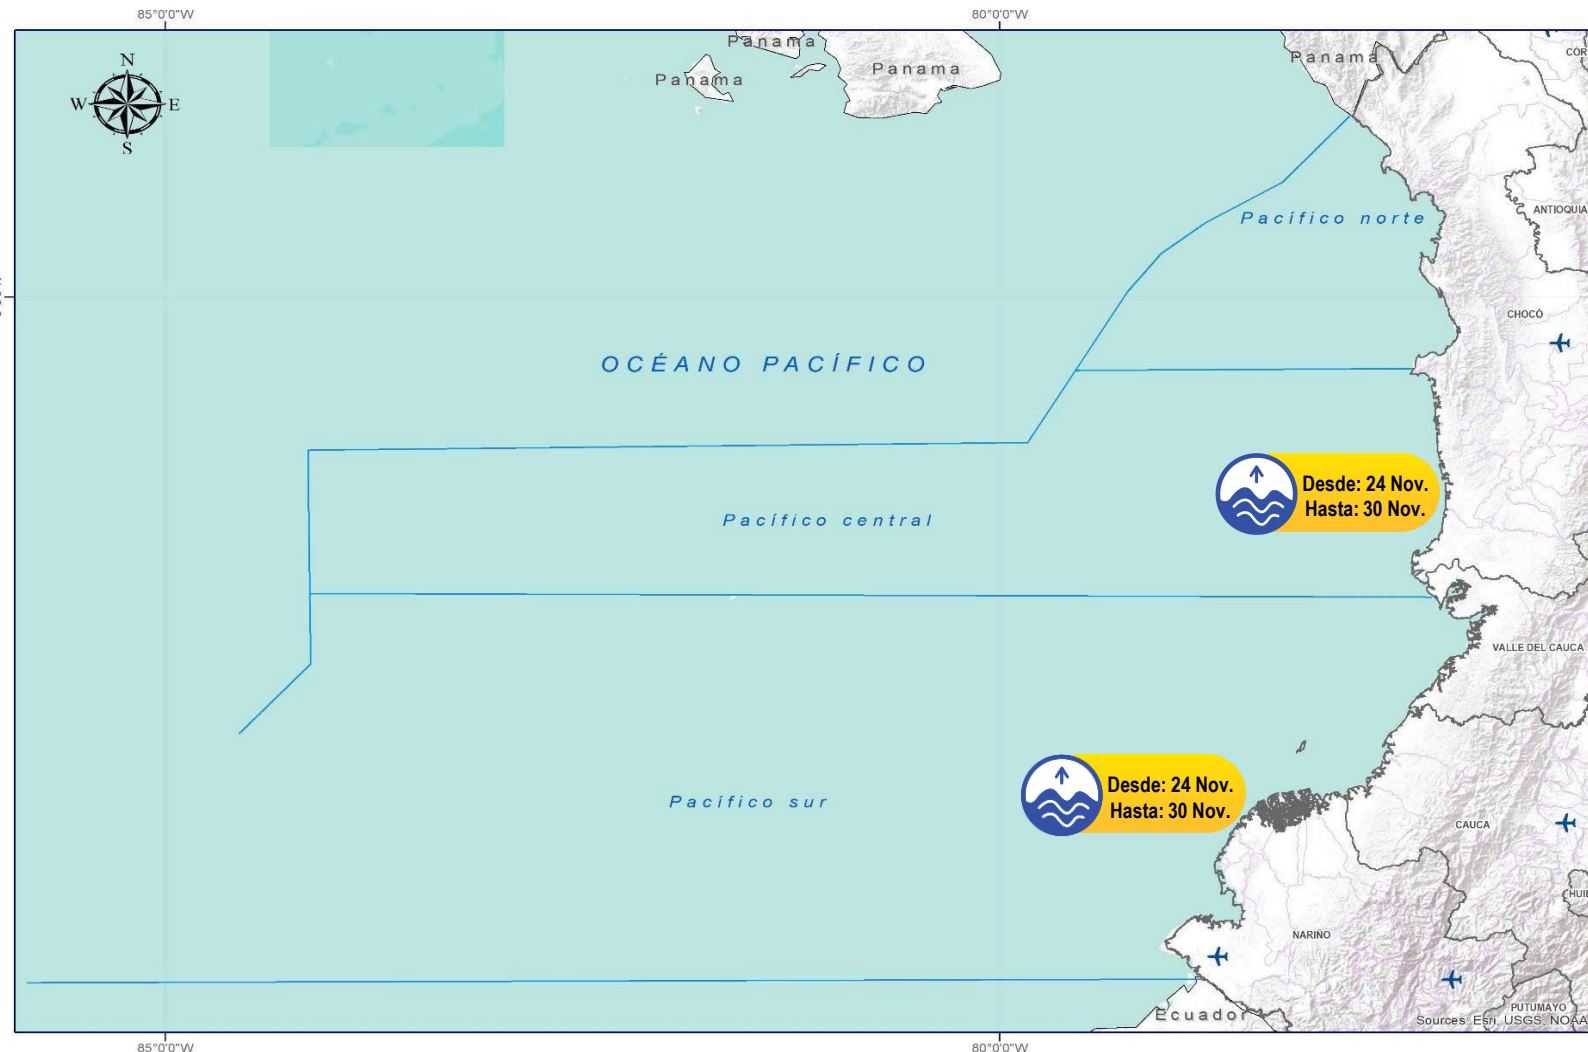 85°0'0"W
80°0'0"W
N
W
E
S
Panama
Panama
Panama
Panama
ANTIOQUIA
Pacífico norte
CHOCÓ
OCÉANO PACÍFICO
Desde: 24 Nov.
Hasta: 30 Nov.
Pacífico central
VALLE DEL CAUCA
Desde: 24 Nov.
Hasta: 30 Nov.
Pacífico sur
CAUCA
NARIÑO
PUTUMAYO
Ecuador
Sources: Esri, USGS, NOAA
85°0'0"W
80°0'0"W